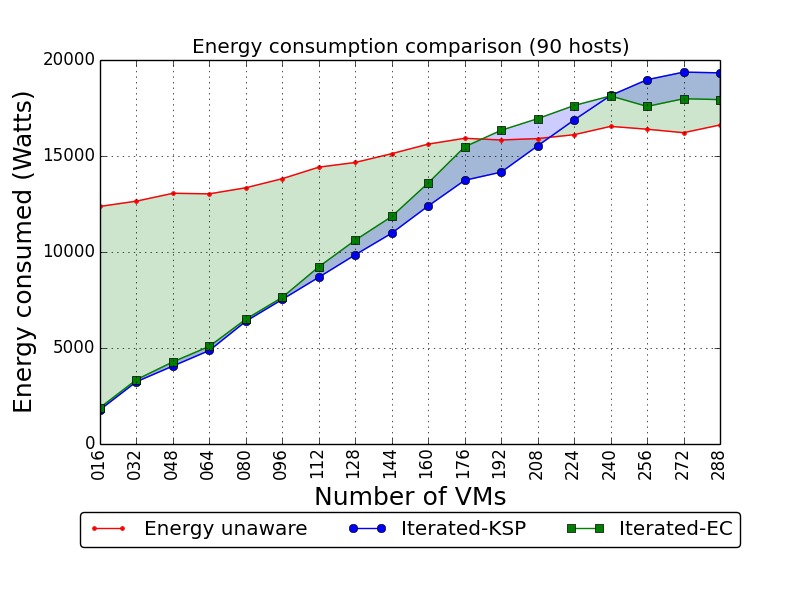 Energy consumption comparison (90 hosts)
20000
15000
10000
5000
0
Energy consumed (Watts)
016 032 048 064 080 096 112 128 144 160 176 192 208 224 240 256 272 288
Number of VMs
Energy unaware Iterated-KSP Iterated-EC